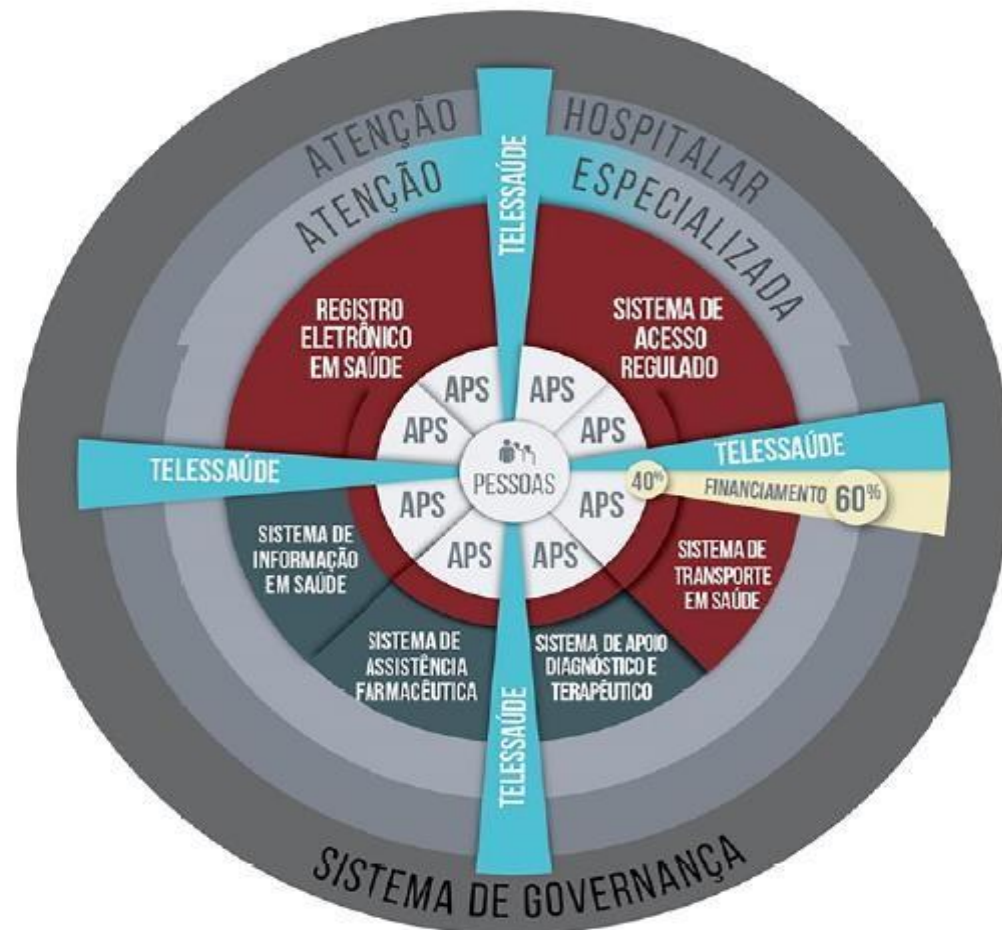 ATENÇÃO HOSPITALAR
ATENÇÃO ESPECIALIZADA
TELESSAÚDE
REGISTRO
ELETRÔNICO
EM SAÚDE
SISTEMA DE
ACESSO
REGULADO
APS
APS
APS
APS
TELESSAÚDE
PESSOAS
TELESSAÚDE
40%
FINANCIAMENTO
60%
APS
APS
APS
APS
SISTEMA DE
INFORMAÇÃO
EM SAÚDE
SISTEMA DE
TRANSPORTE
EM SAÚDE
SISTEMA DE
ASSISTÊNCIA
FARMACÊUTICA
SISTEMA DE APOIO
DIAGNÓSTICO E
TERAPÊUTICO
TELESSAÚDE
SISTEMA DE GOVERNANÇA